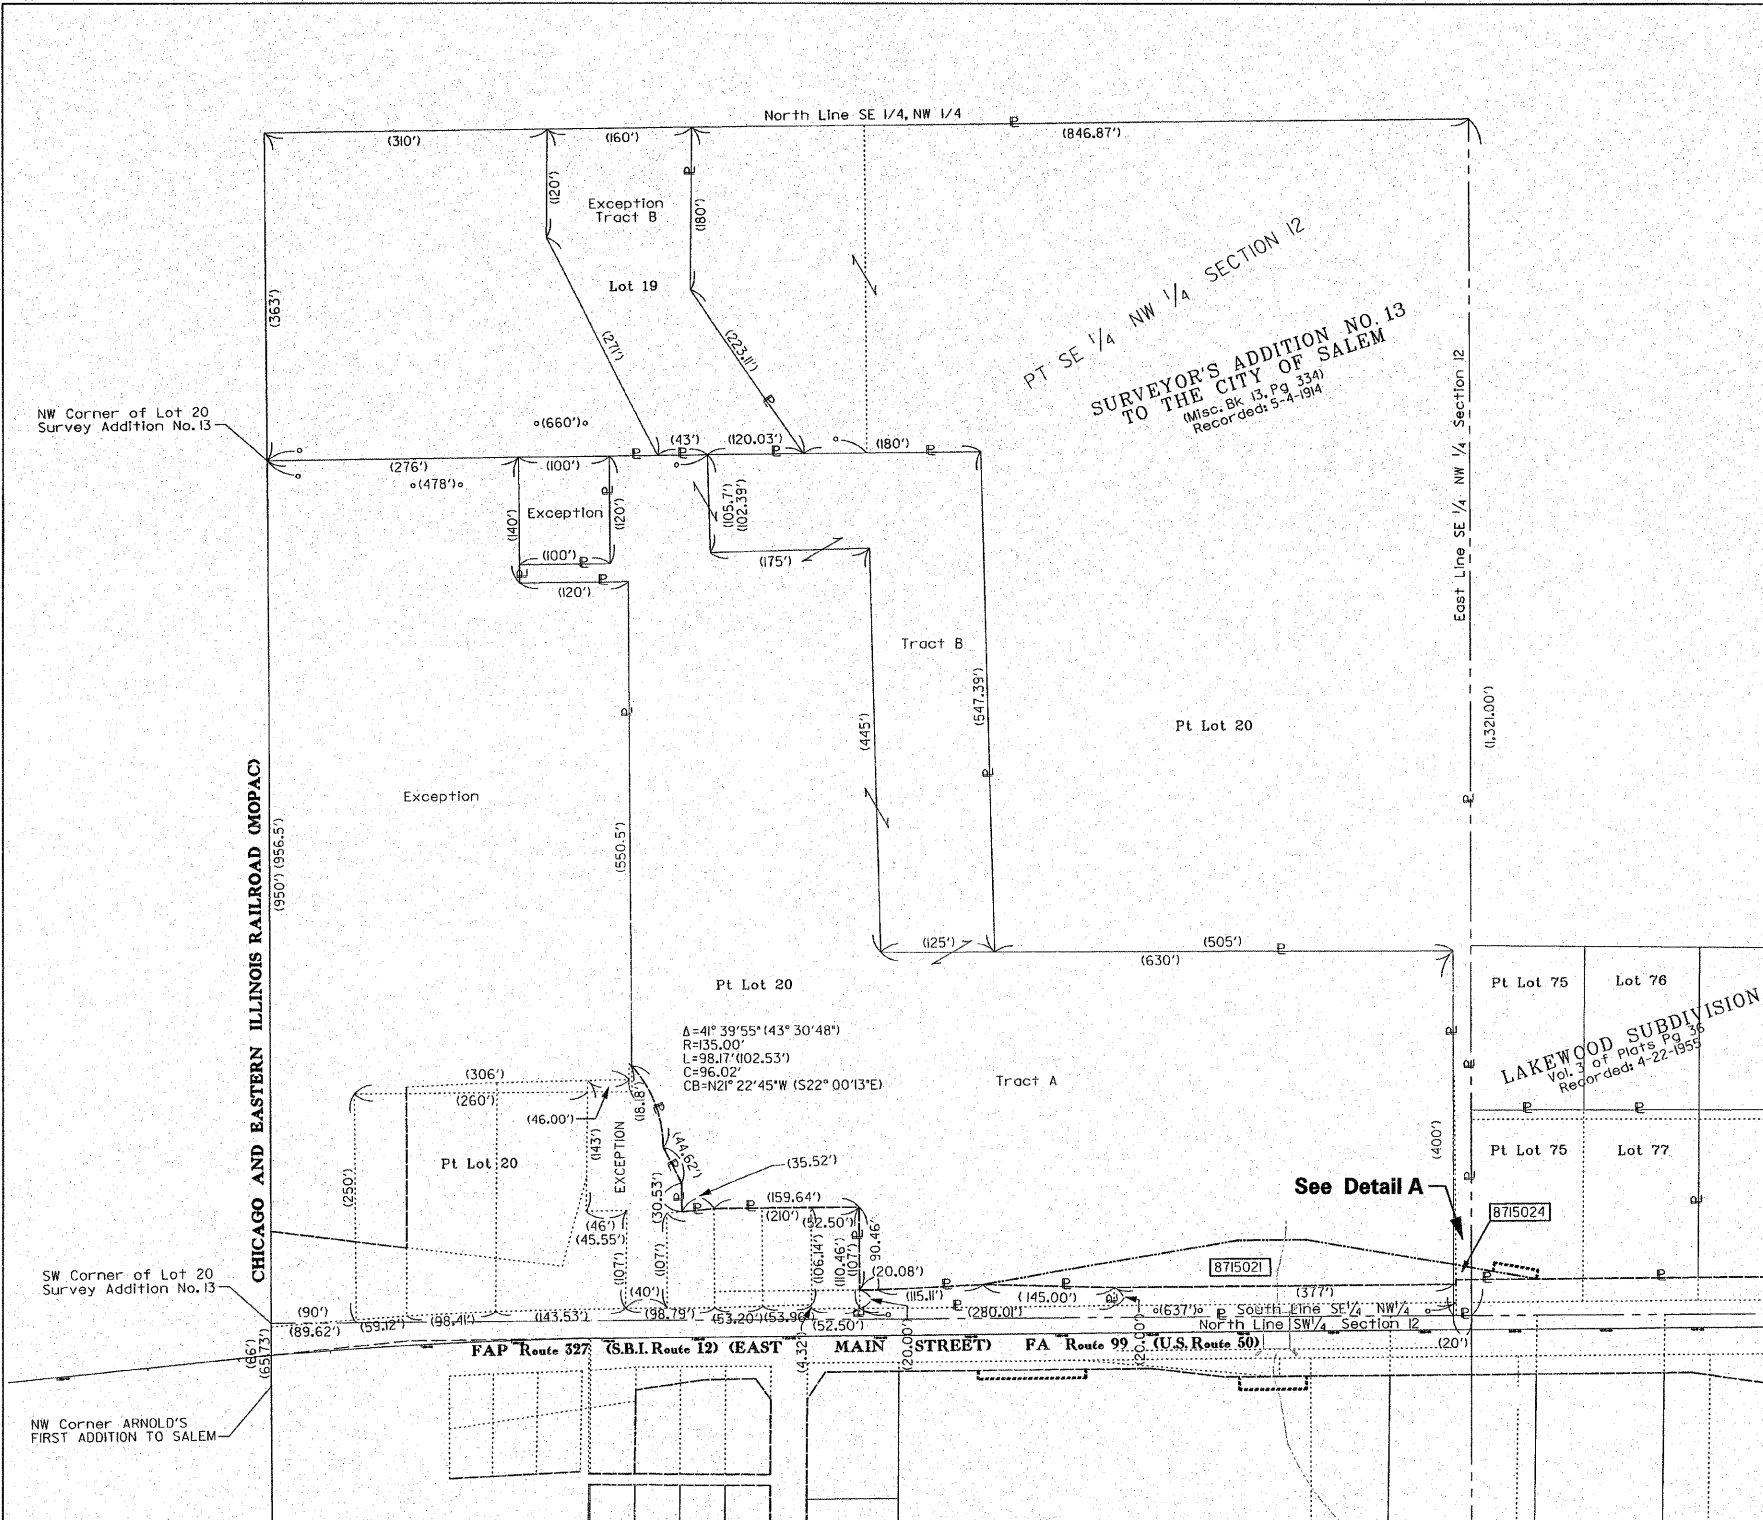 North Line SE 1/4, NW 1/4
(310')
(160')
(846.87')
(120')
Exception
Tract B
(180')
Lot 19
(363')
(271')
(223.11')
PT SE 1/4 NW 1/4 SECTION 12
SURVEYOR'S ADDITION NO. 13
TO THE CITY OF SALEM
(Misc. Bk 13, Pg 334)
Recorded: 5-4-1914
East Line SE 1/4 NW 1/4 Section 12
NW Corner of Lot 20
Survey Addition No. 13
(660')
(43')
(120.03')
(180')
(276')
(100')
(478')
(140')
Exception
(120')
(105.7')
(102.39')
(100')
(175')
(120')
Tract B
(547.39')
(445')
Pt Lot 20
(1,321.00')
Exception
(550.5')
CHICAGO AND EASTERN ILLINOIS RAILROAD (MOPAC)
(950') (956.5')
(125')
(505')
(630')
Pt Lot 20
Pt Lot 75
Lot 76
LAKEWOOD SUBDIVISION
Vol. 3 of Plats Pg 36
Recorded: 4-22-1955
Δ=41° 39'55" (43° 30'48")
R=135.00'
L=98.17' (102.53')
C=96.02'
CB=N21° 22'45"W (S22° 00'13"E)
Tract A
(306')
(260')
(46.00')
(18.18')
(143')
EXCEPTION
(44.62')
(35.52')
(400')
Pt Lot 20
(250')
(30.53')
(159.64')
(210')
(52.50')
(46')
(45.55')
Pt Lot 75
Lot 77
See Detail A
8715024
(107')
(107')
(106.14')
(110.46')
(107')
90.46'
(20.08')
8715021
SW Corner of Lot 20
Survey Addition No. 13
(40')
(115.11')
(145.00')
(377')
(90')
(89.62')
(59.12')
(98.41')
(143.53')
(98.79')
(53.20')
(53.96')
(52.50')
(280.01')
(637')
South Line SE1/4 NW1/4
North Line SW1/4 Section 12
(66')
(65.73')
FAP Route 327 (S.B.I. Route 12) (EAST MAIN STREET) FA Route 99 (U.S. Route 50)
(4.32')
(20.00')
(20.00')
(20')
NW Corner ARNOLD'S
FIRST ADDITION TO SALEM